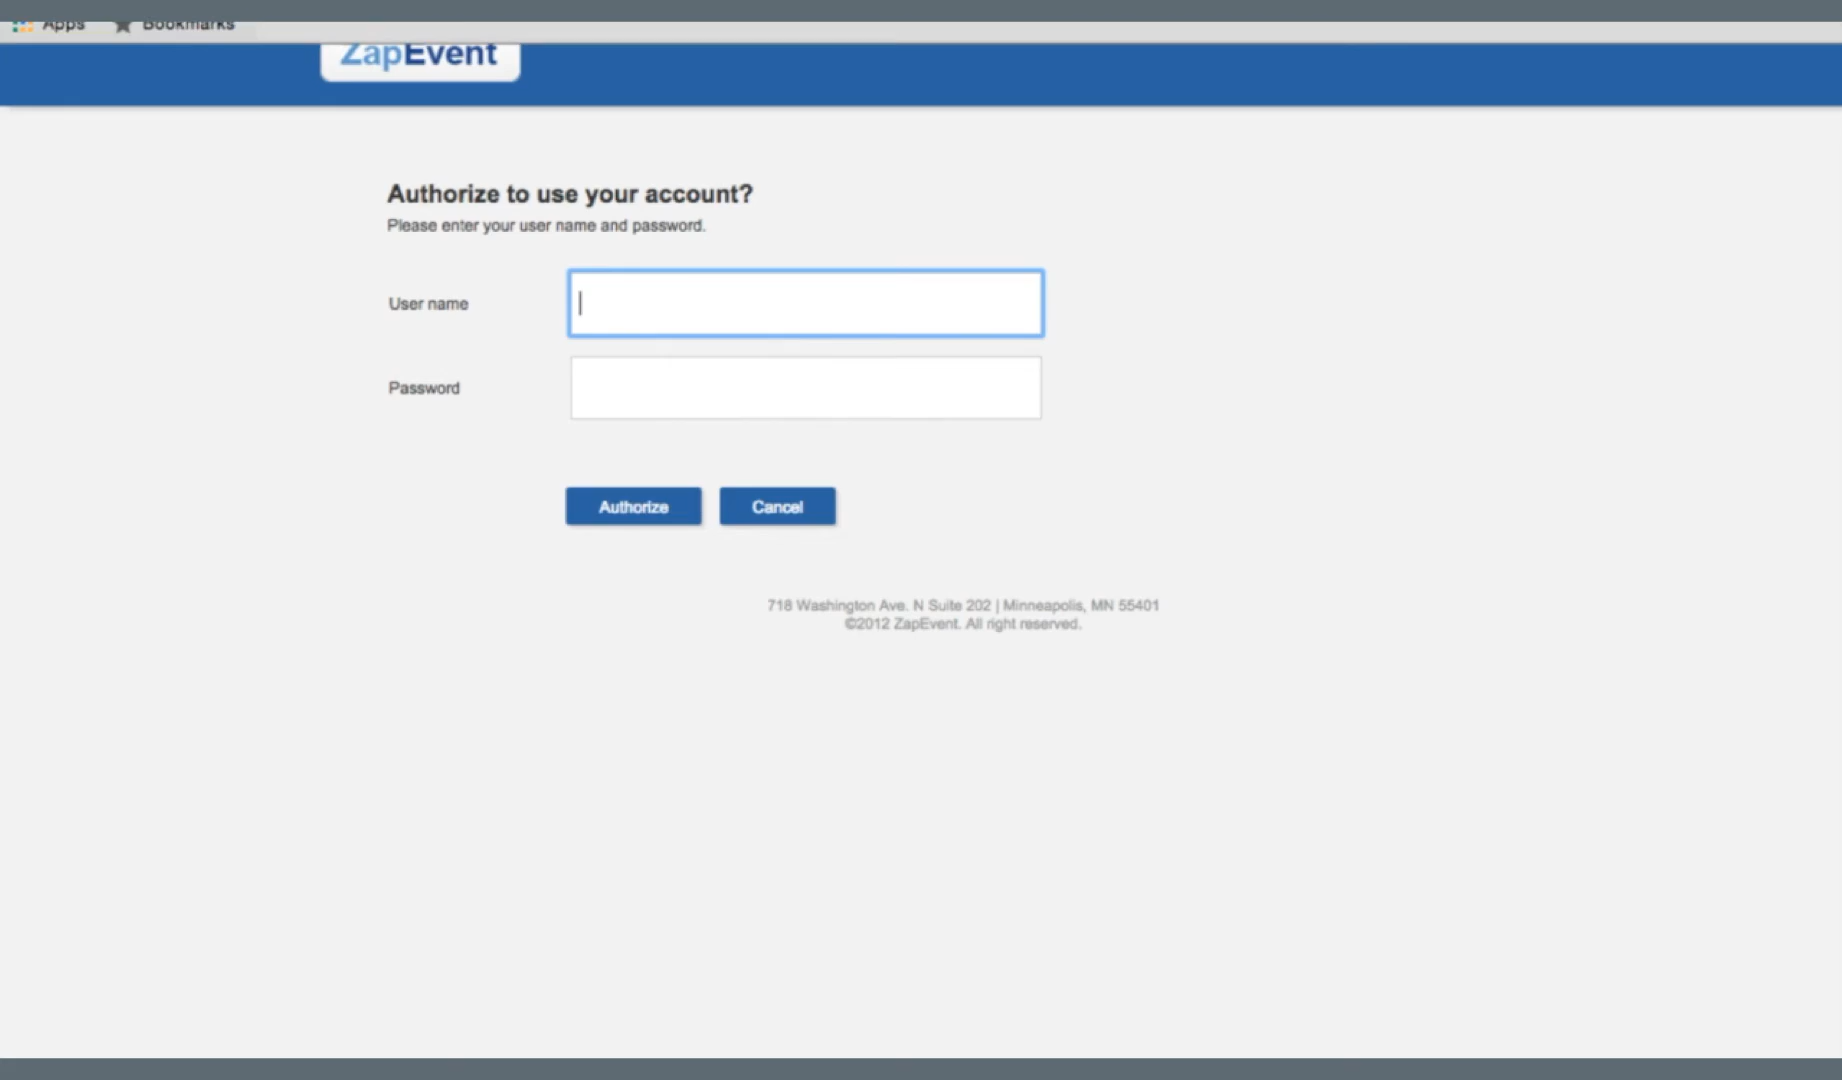 Apps Bookmarks
ZapEvent
Authorize to use your account?
Please enter your user name and password.
User name
Password
Authorize Cancel
718 Washington Ave. N Suite 202 | Minneapolis, MN 55401
©2012 ZapEvent. All right reserved.